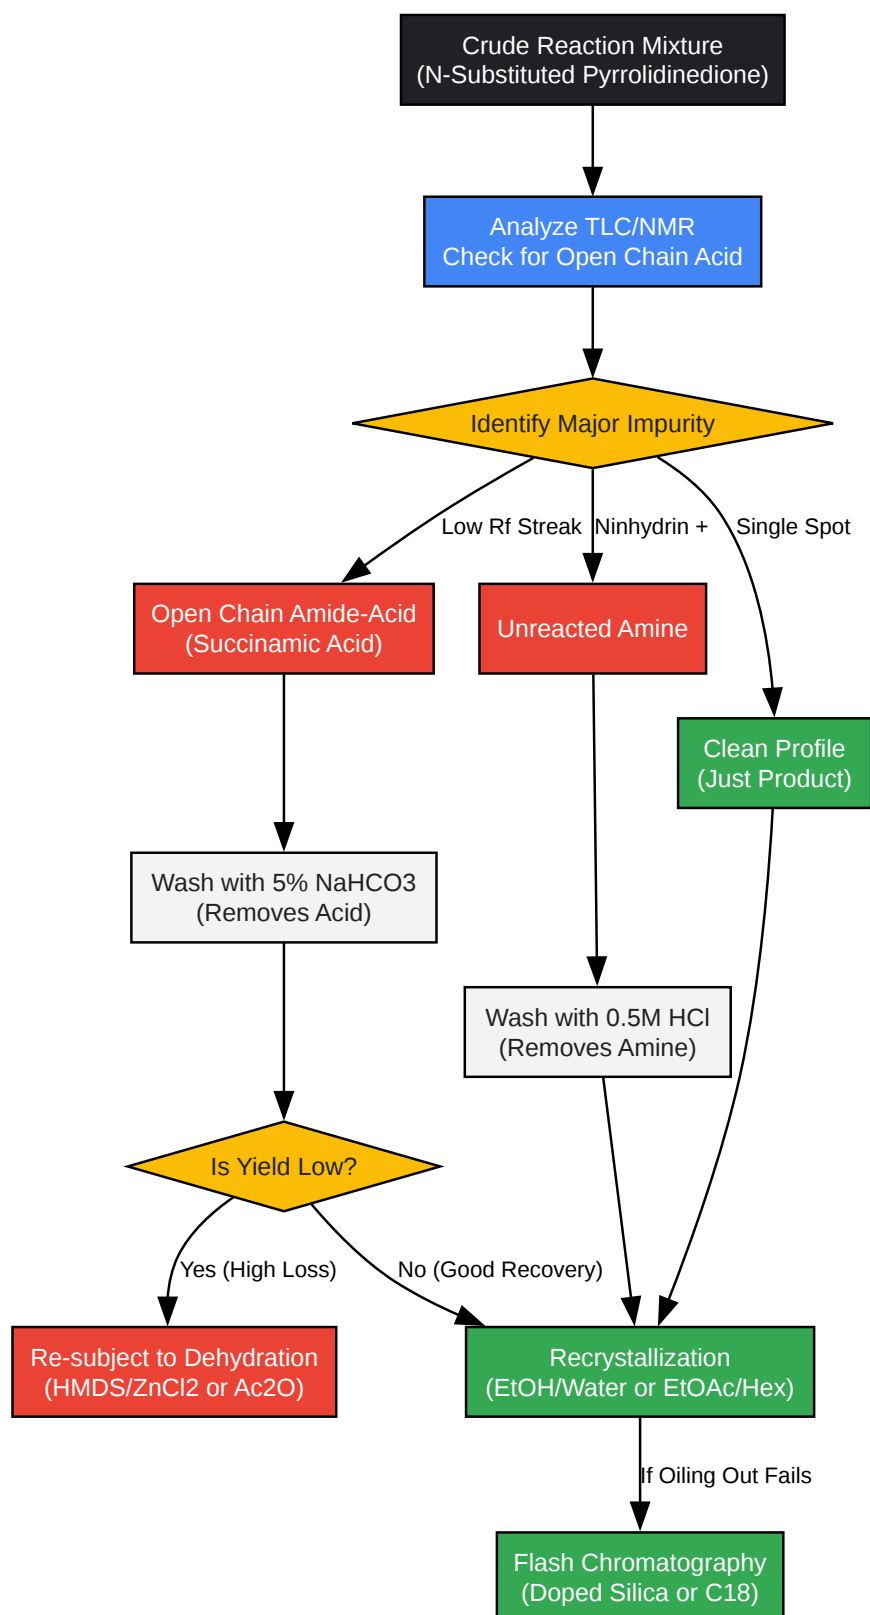 Crude Reaction Mixture
(N-Substituted Pyrrolidinedione)
Analyze TLC/NMR
Check for Open Chain Acid
Identify Major Impurity
Low Rf Streak
Ninhydrin +
Single Spot
Open Chain Amide-Acid
(Succinamic Acid)
Unreacted Amine
Clean Profile
(Just Product)
Wash with 5% NaHCO3
(Removes Acid)
Wash with 0.5M HCl
(Removes Amine)
Is Yield Low?
Yes (High Loss)
No (Good Recovery)
Re-subject to Dehydration
(HMDS/ZnCl2 or Ac2O)
Recrystallization
(EtOH/Water or EtOAc/Hex)
If Oiling Out Fails
Flash Chromatography
(Doped Silica or C18)